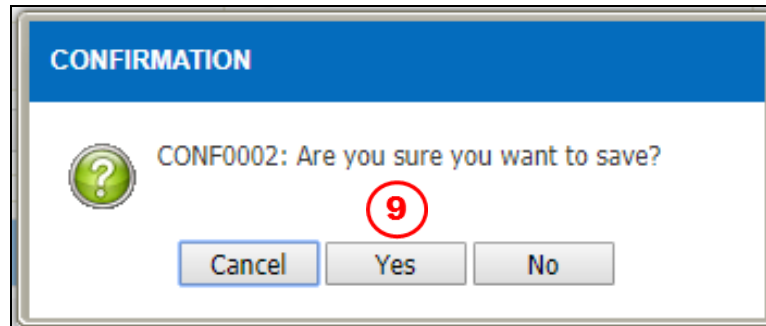 CONFIRMATION
CONF0002: Are you sure you want to save?
9
Cancel Yes No